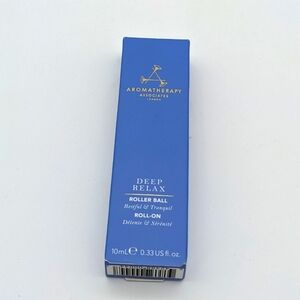 AROMATHERAPY
ASSOCIATES
LONDON
DEEP
RELAX
ROLLER BALL
Restful & Tranquil
ROLL-ON
Détente & Sérénité
10mL ℮ 0.33 US fl. oz.